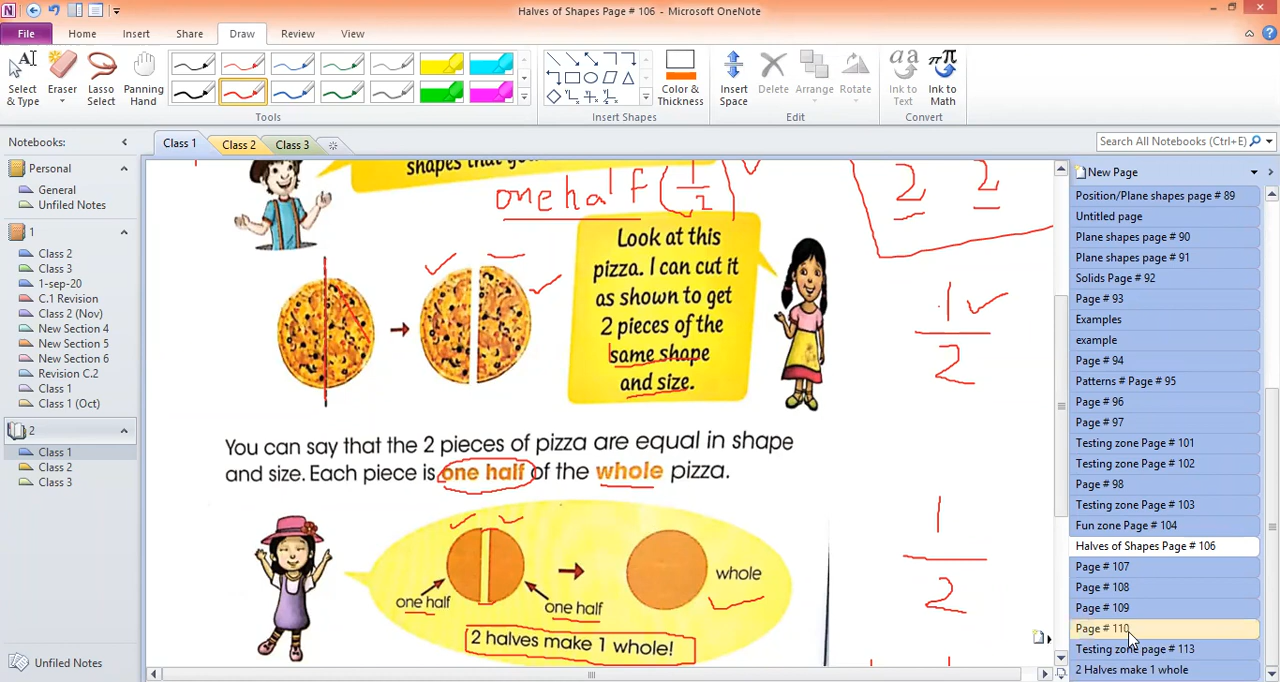 Halves of Shapes Page # 106 - Microsoft OneNote
File Home Insert Share Draw Review View
Select & Type
Eraser
Lasso Select
Panning Hand
Tools
Insert Shapes
Color & Thickness
Insert Space
Delete
Arrange
Rotate
Edit
Ink to Text
Ink to Math
Convert
Notebooks:
Personal
General
Unfiled Notes
1
Class 2
Class 3
1-sep-20
C.1 Revision
Class 2 (Nov)
New Section 4
New Section 5
New Section 6
Revision C.2
Class 1
Class 1 (Oct)
2
Class 1
Class 2
Class 3
Unfiled Notes
Class 1 Class 2 Class 3
Search All Notebooks (Ctrl+E)
one half (1/2)
2 2
Look at this
pizza. I can cut it
as shown to get
2 pieces of the
same shape
and size.
1
2
You can say that the 2 pieces of pizza are equal in shape
and size. Each piece is one half of the whole pizza.
one half
one half
whole
2 halves make 1 whole!
1
2
New Page
Position/Plane shapes page # 89
Untitled page
Plane shapes page # 90
Plane shapes page # 91
Solids Page # 92
Page # 93
Examples
example
Page # 94
Patterns # Page # 95
Page # 96
Page # 97
Testing zone Page # 101
Testing zone Page # 102
Page # 98
Testing zone Page # 103
Fun zone Page # 104
Halves of Shapes Page # 106
Page # 107
Page # 108
Page # 109
Page # 110
Testing zone page # 113
2 Halves make 1 whole